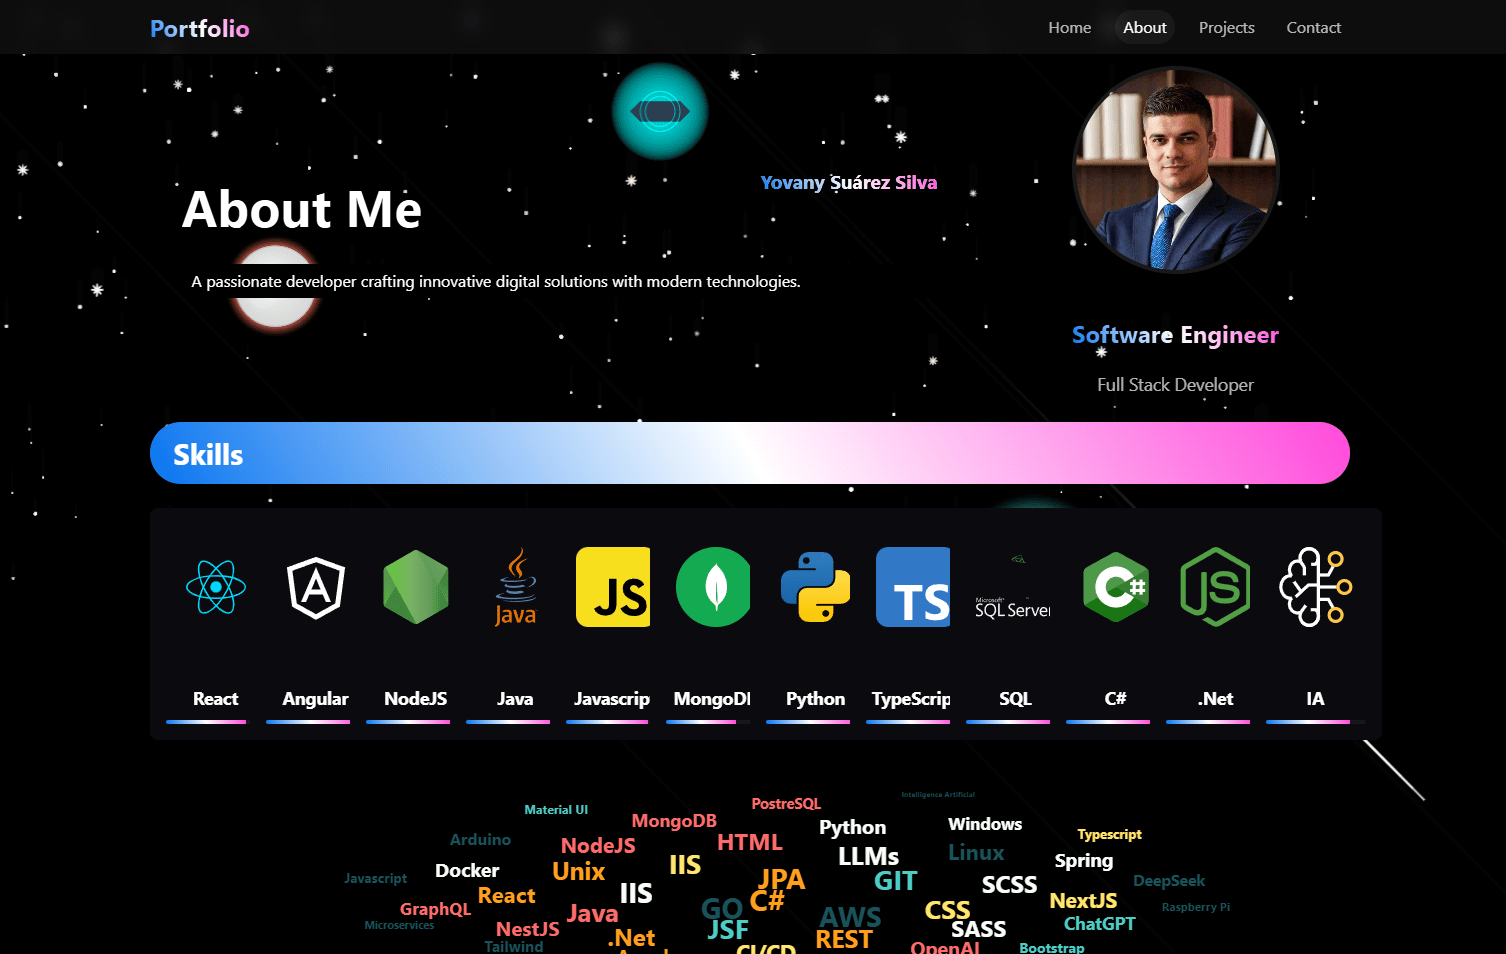 Portfolio
Home About Projects Contact
Yovany Suárez Silva
About Me
A passionate developer crafting innovative digital solutions with modern technologies.
Software Engineer
Full Stack Developer
Skills
Java
JS
TS
Microsoft
SQL Server
C#
JS
React Angular NodeJS Java Javascrip MongoD Python TypeScrip SQL C# .Net IA
Intelligence Artificial
Material UI
PostreSQL
MongoDB
Python
Windows
Typescript
Arduino
NodeJS
HTML
LLMs
Linux
Spring
Docker
Unix
IIS
JPA
GIT
SCSS
DeepSeek
Javascript
React
IIS
C#
CSS
NextJS
Raspberry Pi
GraphQL
Java
GO
AWS
Microservices
NestJS
JSF
SASS
ChatGPT
Tailwind
.Net
REST
OpenAI
Bootstrap
CI/CD